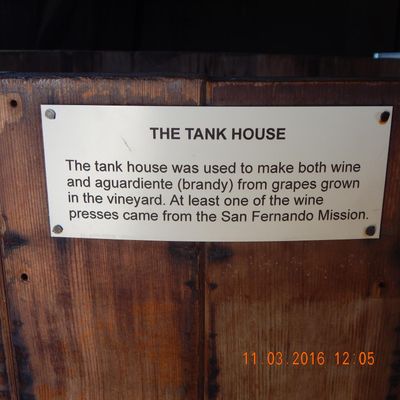 THE TANK HOUSE
The tank house was used to make both wine
and aguardiente (brandy) from grapes grown
in the vineyard. At least one of the wine
presses came from the San Fernando Mission.
11.03.2016 12:05